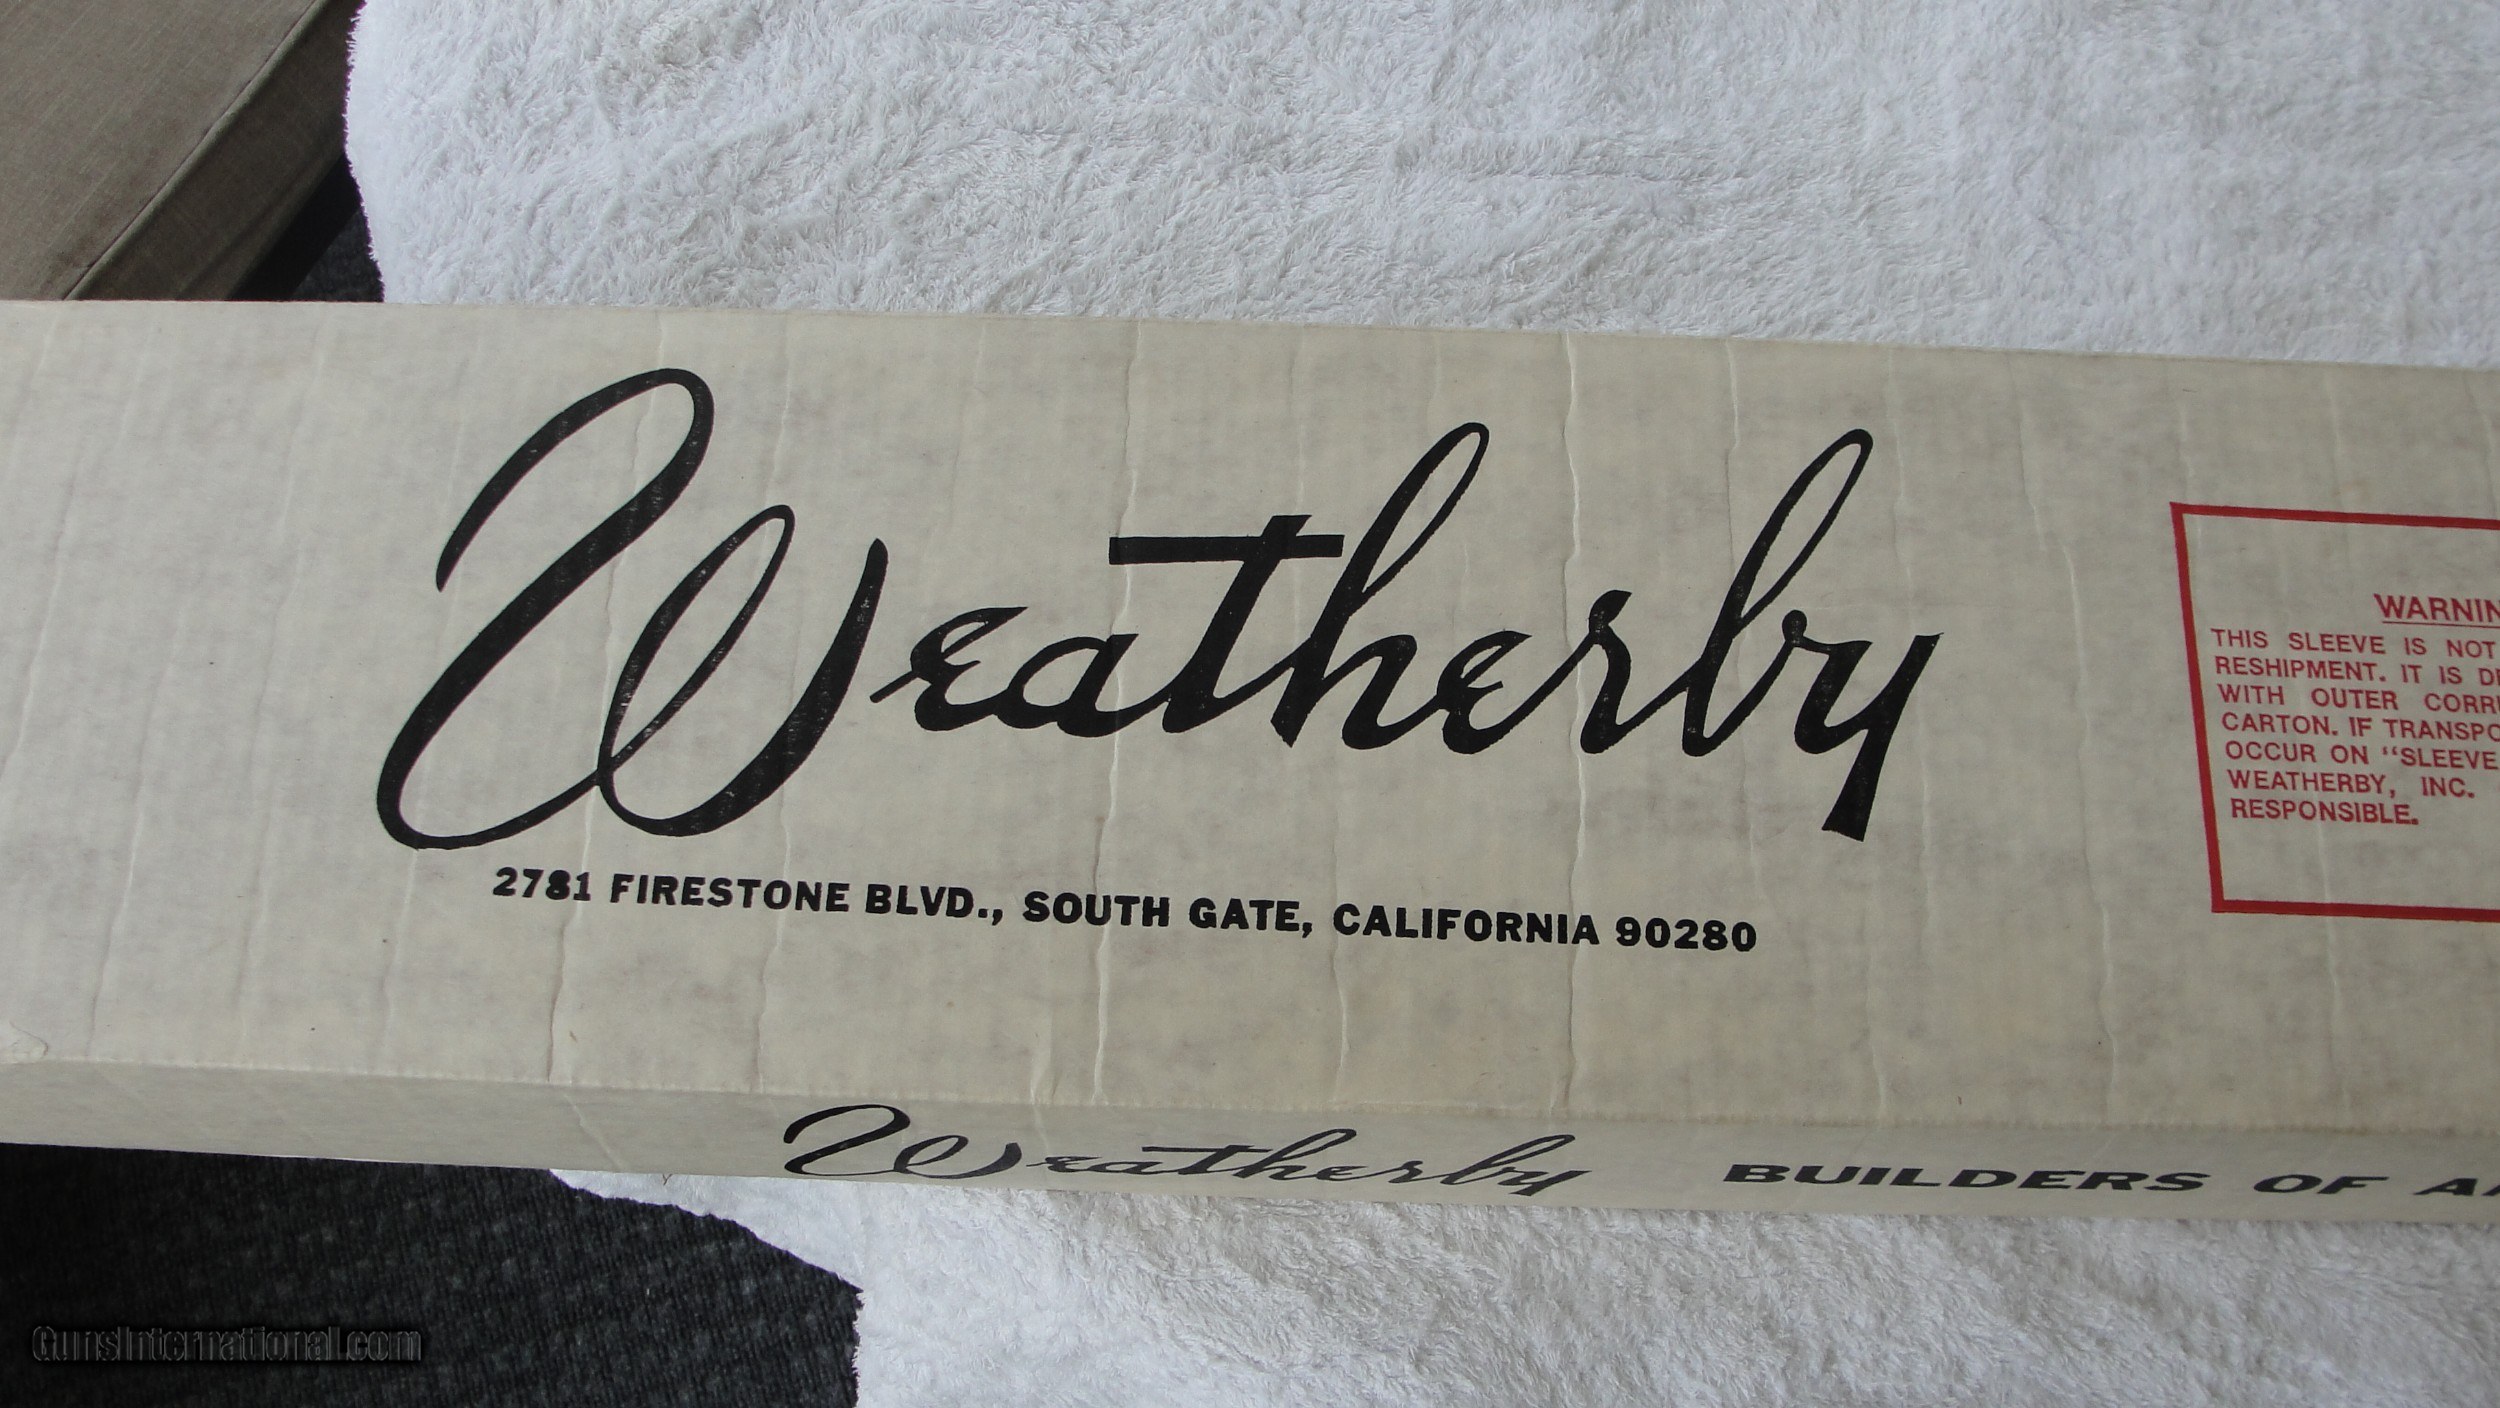 Weatherby
2781 FIRESTONE BLVD., SOUTH GATE, CALIFORNIA 90280
WARNIN
THIS SLEEVE IS NOT
RESHIPMENT. IT IS DE
WITH OUTER CORRU
CARTON. IF TRANSPO
OCCUR ON “SLEEVE
WEATHERBY, INC.
RESPONSIBLE.
Weatherby BUILDERS OF
GunsInternational.com